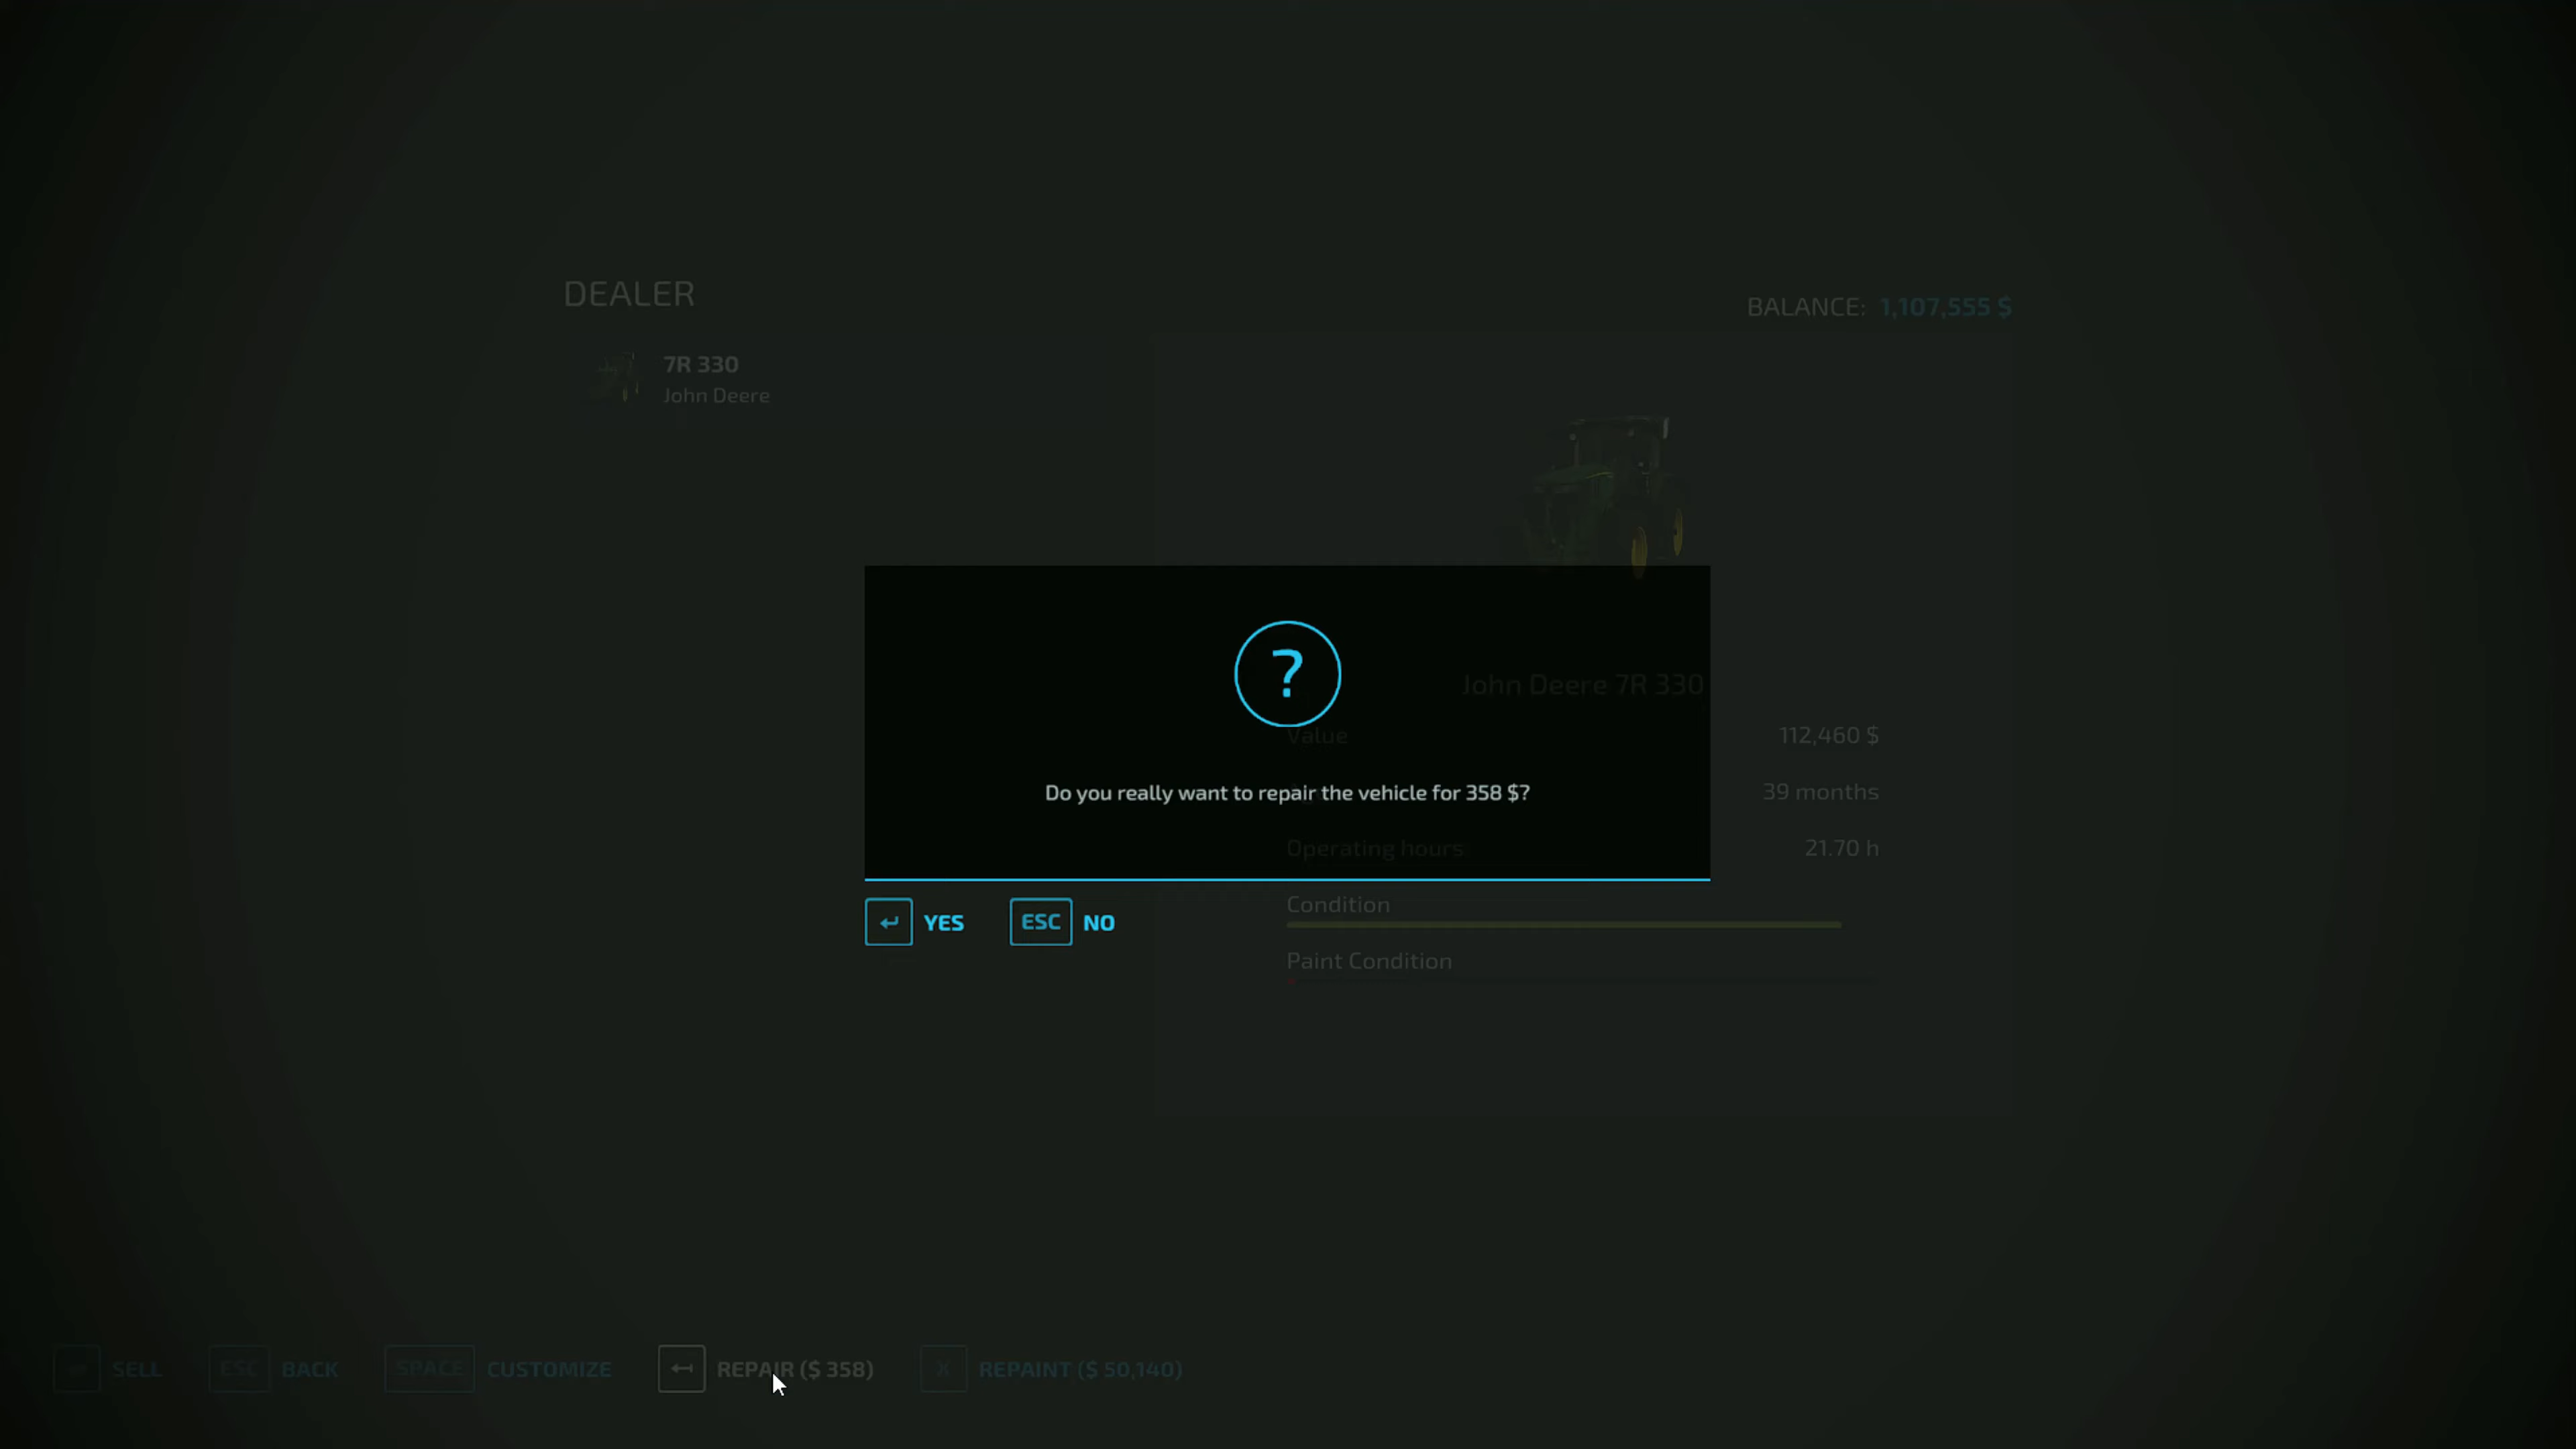 DEALER
BALANCE: 1,107,555 $
7R 330
John Deere
?
John Deere 7R 330
Value
112,460 $
Do you really want to repair the vehicle for 358 $?
39 months
Operating hours
21.70 h
YES
ESC NO
Condition
Paint Condition
SELL
ESC BACK
SPACE CUSTOMIZE
REPAIR ($ 358)
X REPAINT ($ 50,140)